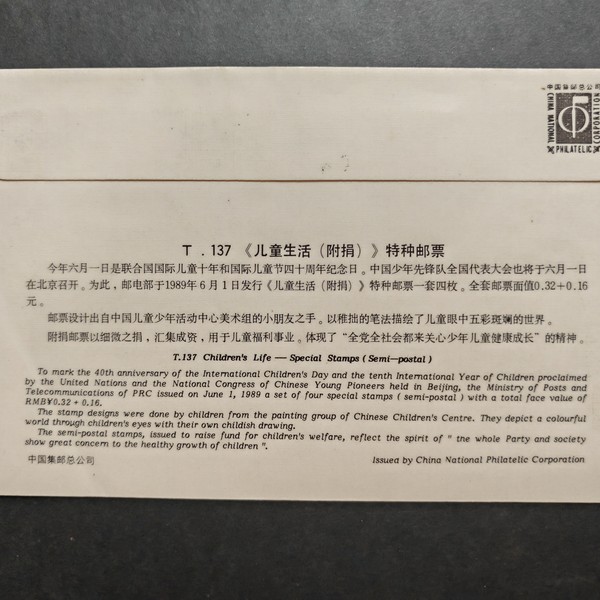 CHINA NATIONAL
PHILATELIC
CORPORATION
T.137《儿童生活(附捐)》特种邮票
今年六月一日是联合国国际儿童十年和国际儿童节四十周年纪念日。中国少年先锋队全国代表大会也将于六月一日
在北京召开。为此,邮电部于1989年6月1日发行《儿童生活(附捐)》特种邮票一套四枚。全套邮票面值0.32+0.16
元。
邮票设计出自中国儿童少年活动中心美术组的小朋友之手。以稚拙的笔法描绘了儿童眼中五彩斑斓的世界。
附捐邮票以细微之捐,汇集成资,用于儿童福利事业。体现了“全党全社会都来关心少年儿童健康成长”的精神。
T.137 Children's Life — Special Stamps (Semi-postal)
To mark the 40th anniversary of the International Children's Day and the tenth International Year of Children proclaimed
by the United Nations and the National Congress of Chinese Young Pioneers held in Beijing, the Ministry of Posts and
Telecommunications of PRC issued on June 1, 1989 a set of four special stamps (semi-postal) with a total face value of
RMB¥0.32 + 0.16.
The stamp designs were done by children from the painting group of Chinese Children's Centre. They depict a colourful
world through children's eyes with their own childish drawing.
The semi-postal stamps, issued to raise fund for children's welfare, reflect the spirit of " the whole Party and society
show great concern to the healthy growth of children ".
中国集邮总公司
Issued by China National Philatelic Corporation